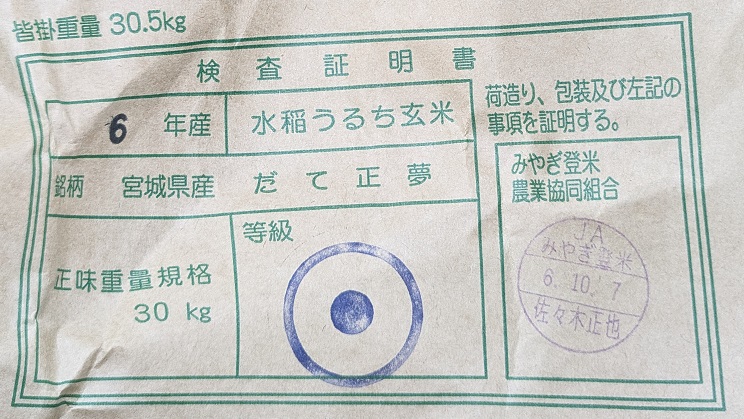 皆掛重量 30.5kg
検査証明書
6 年産
水稲うるち玄米
銘柄 宮城県産 だて正夢
正味重量規格
30 kg
等級
荷造り、包装及び左記の
事項を証明する。
みやぎ登米
農業協同組合
JA
みやぎ登米
6. 10. 7
佐々木正也